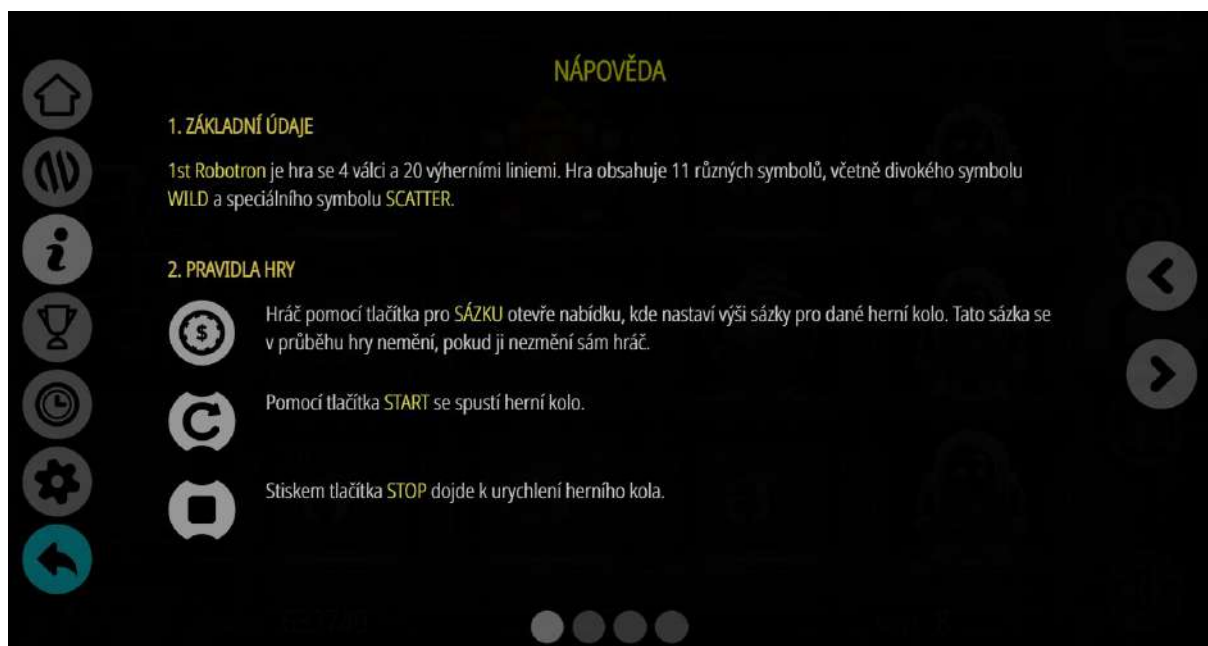 NÁPOVĚDA
1. ZÁKLADNÍ ÚDAJE
1st Robotron je hra se 4 válci a 20 výherními liniemi. Hra obsahuje 11 různých symbolů, včetně divokého symbolu
WILD a speciálního symbolu SCATTER.
2. PRAVIDLA HRY
Hráč pomocí tlačítka pro SÁZKU otevře nabídku, kde nastaví výši sázky pro dané herní kolo. Tato sázka se
v průběhu hry nemění, pokud ji nezmění sám hráč.
Pomocí tlačítka START se spustí herní kolo.
Stiskem tlačítka STOP dojde k urychlení herního kola.